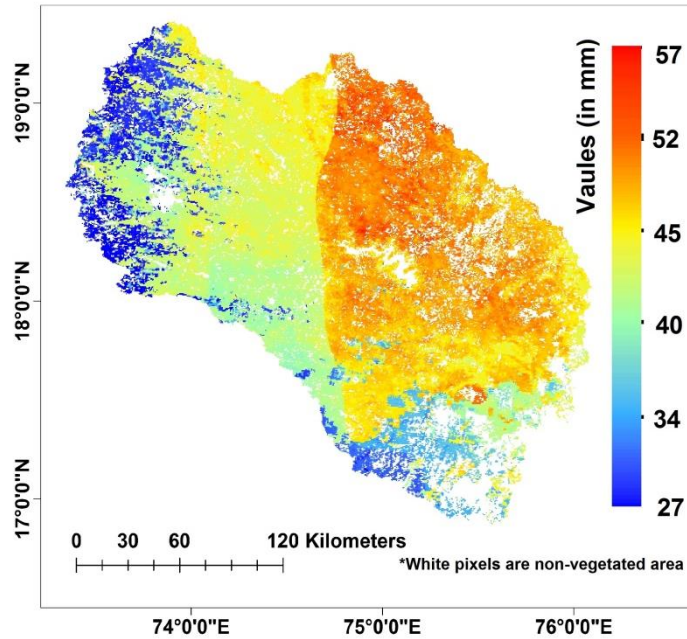 19°0'0"N
18°0'0"N
17°0'0"N
74°0'0"E
75°0'0"E
76°0'0"E
0 30 60 120 Kilometers
*White pixels are non-vegetated area
Vaules (in mm)
57
52
45
40
34
27